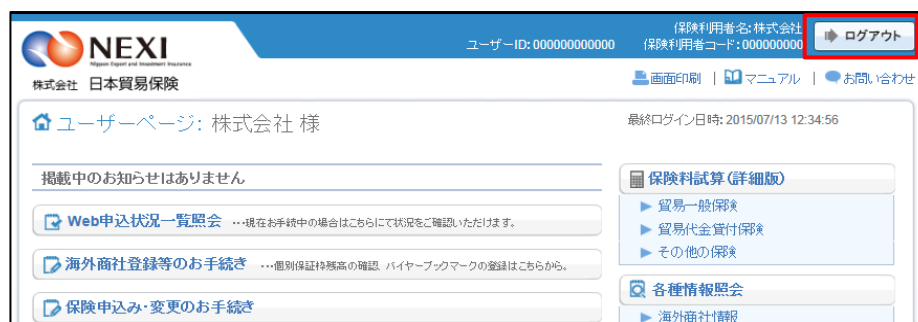 NEXI
Nippon Export and Investment Insurance
株式会社 日本貿易保険
ユーザーID: 000000000000
保険利用者名: 株式会社
保険利用者コード: 000000000
ログアウト
画面印刷 | マニュアル | お問い合わせ
ユーザーページ: 株式会社 様
最終ログイン日時: 2015/07/13 12:34:56
掲載中のお知らせはありません
Web申込状況一覧照会 …現在お手続中の場合はこちらにて状況をご確認いただけます。
海外商社登録等のお手続き …個別保証枠残高の確認、バイヤーブックマークの登録はこちらから。
保険申込み・変更のお手続き
保険料試算(詳細版)
貿易一般保険
貿易代金貸付保険
その他の保険
各種情報照会
海外商社情報